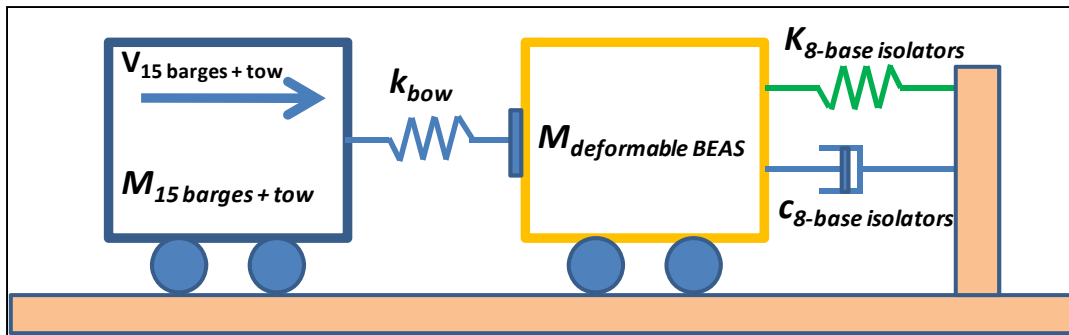 V15 barges + tow
M15 barges + tow
kbow
Mdeformable BEAS
K8-base isolators
c8-base isolators